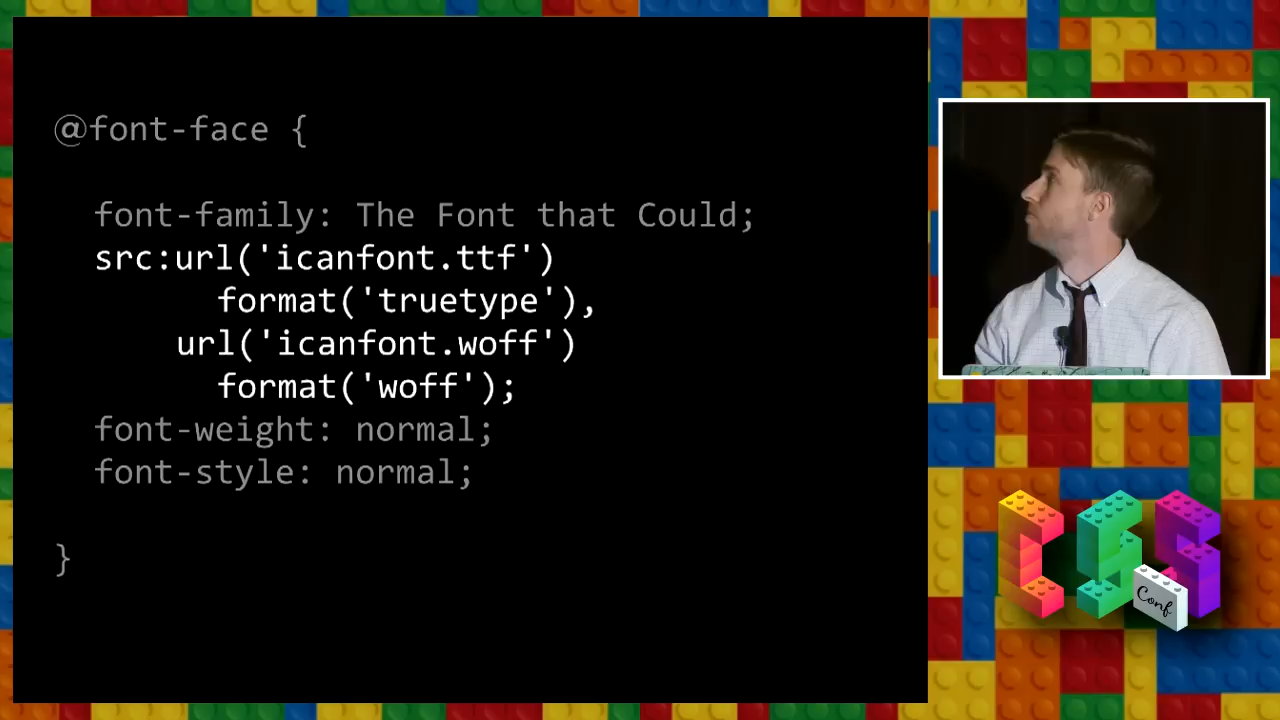 @font-face {
font-family: The Font that Could;
src:url('icanfont.ttf')
format('truetype'),
url('icanfont.woff')
format('woff');
font-weight: normal;
font-style: normal;
}
CSS
Conf